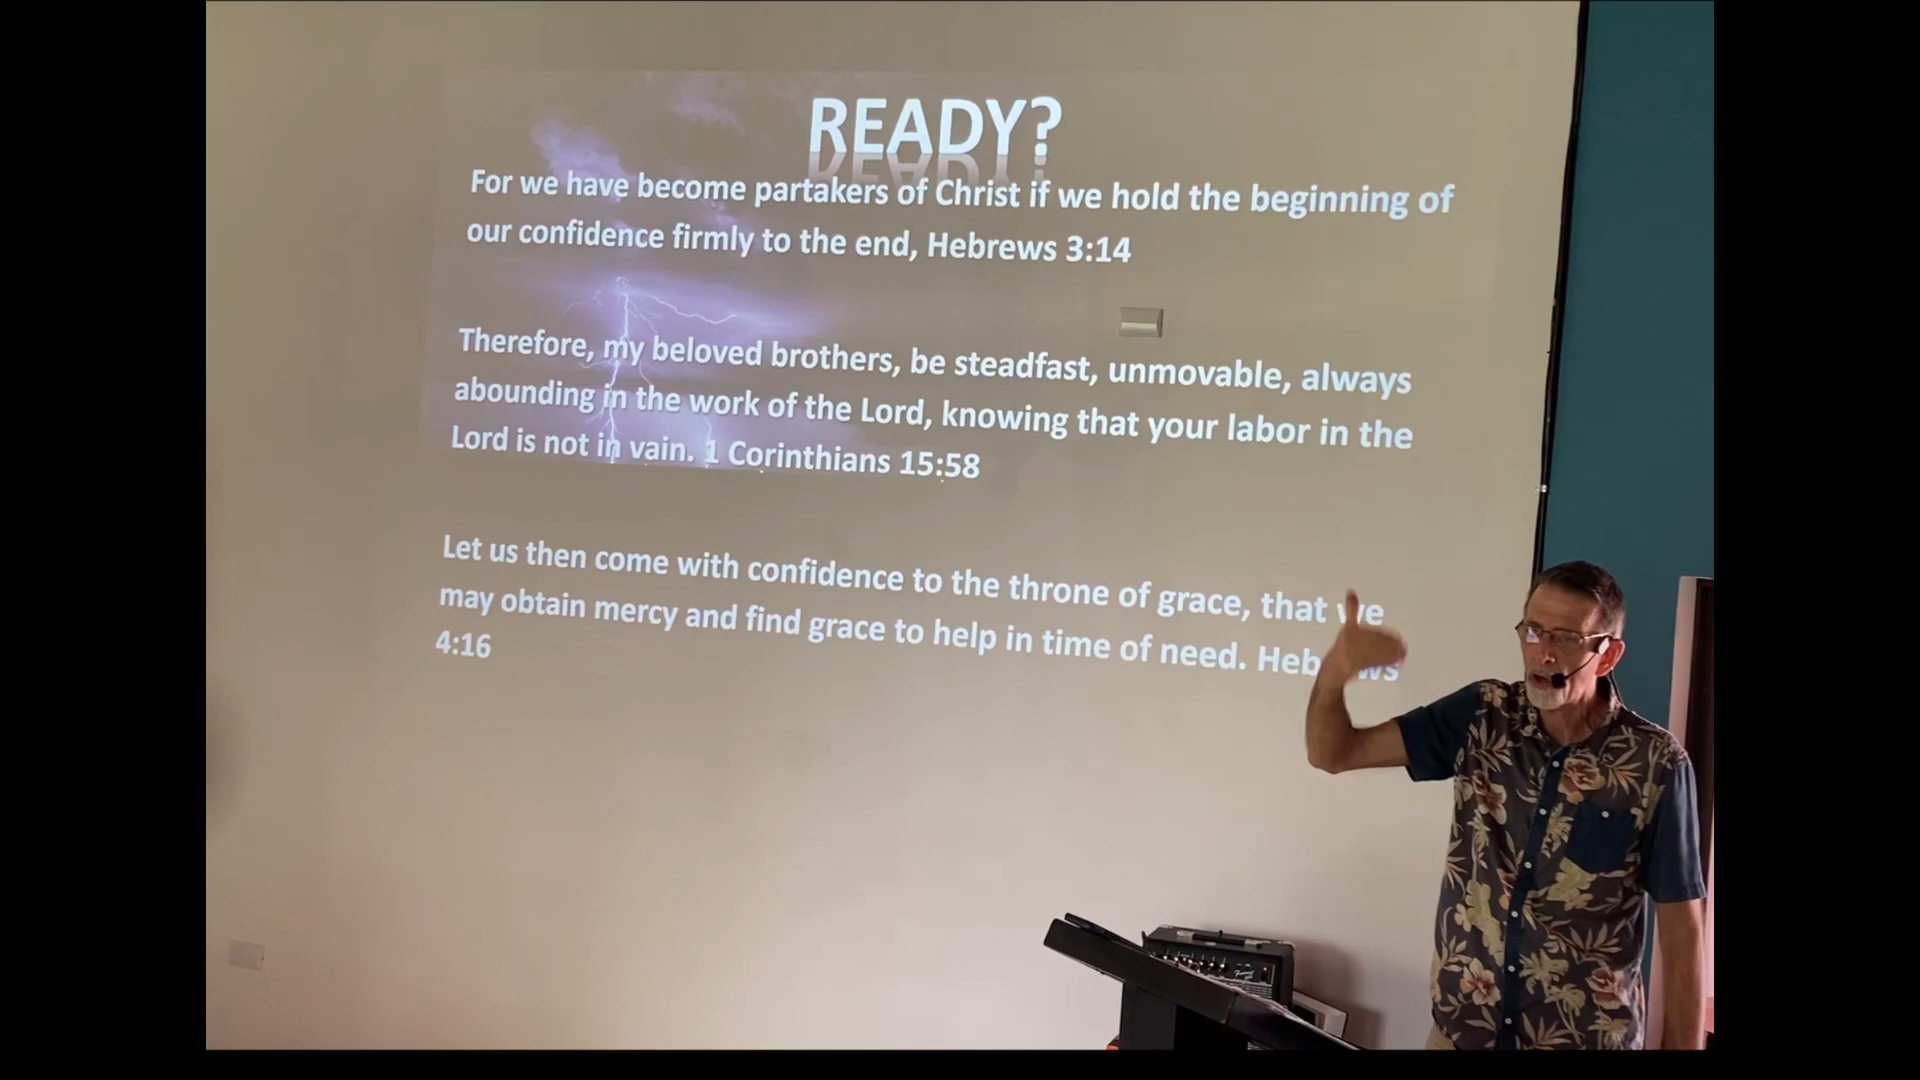 READY?
For we have become partakers of Christ if we hold the beginning of
our confidence firmly to the end, Hebrews 3:14
Therefore, my beloved brothers, be steadfast, unmovable, always
abounding in the work of the Lord, knowing that your labor in the
Lord is not in vain. 1 Corinthians 15:58
Let us then come with confidence to the throne of grace, that we
may obtain mercy and find grace to help in time of need. Hebrews
4:16